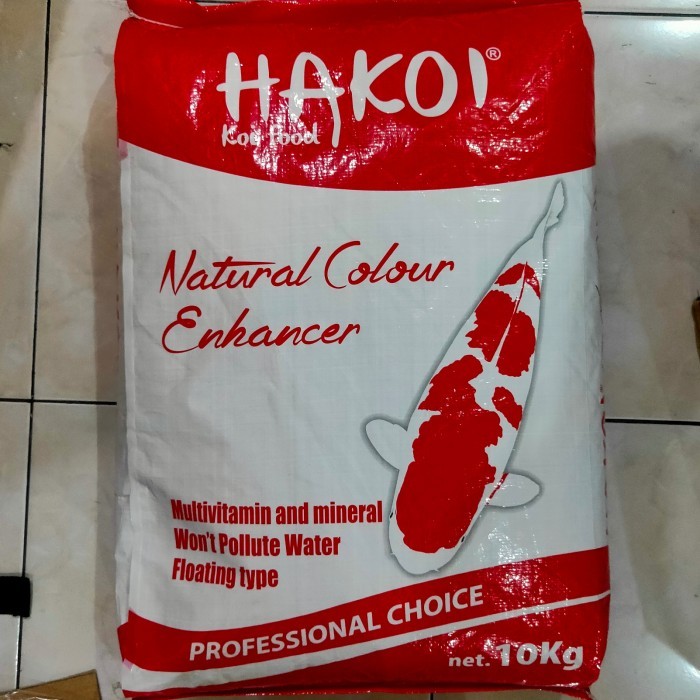 HAKOI®
Koi Food
Natural Colour
Enhancer
Multivitamin and mineral
Won't Pollute Water
Floating type
PROFESSIONAL CHOICE
net. 10Kg